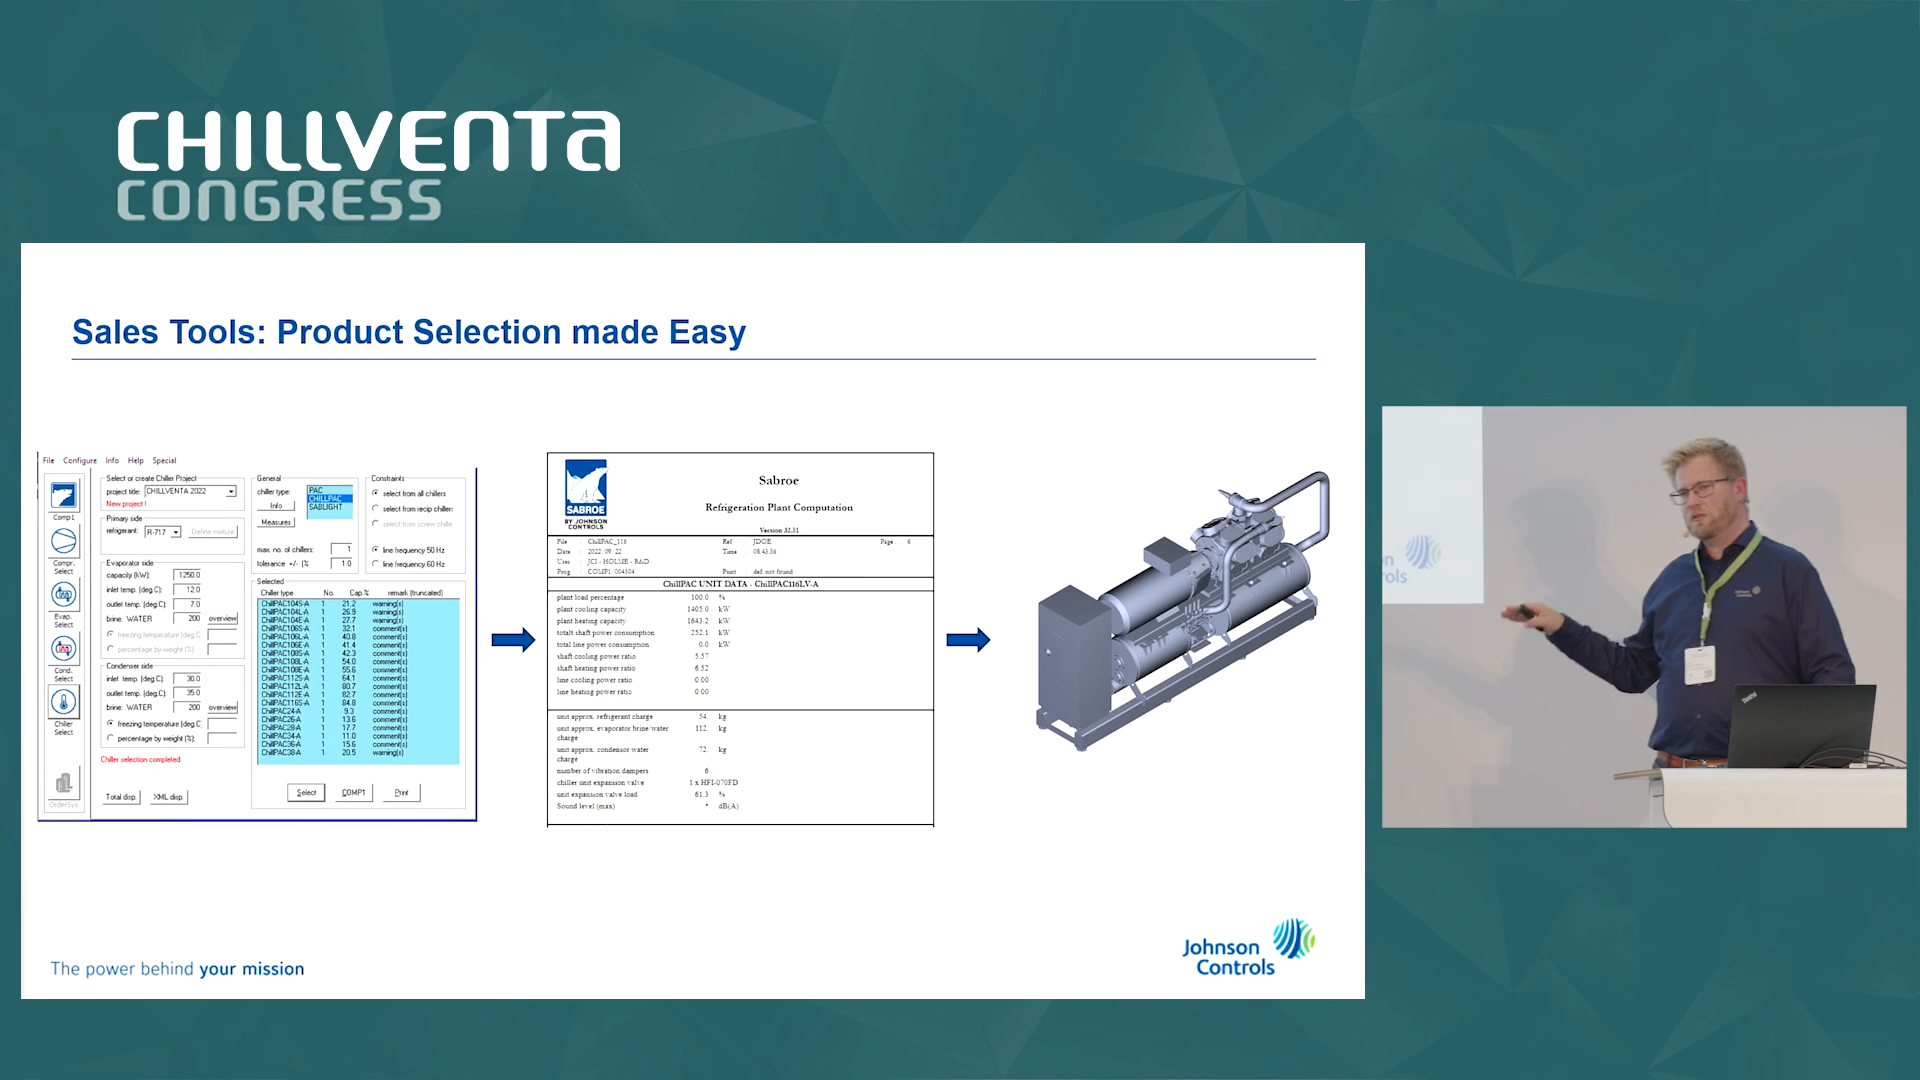 CHILLVENTA
CONGRESS
Sales Tools: Product Selection made Easy
File Configure Info Help Special
Comp1
Compr. Select
Evap. Select
Cond. Select
Chiller Select
OrderSys
Select or create Chiller Project
project title: CHILLVENTA 2022
New project !
Primary side
refrigerant: R-717 Define mixture
Evaporator side
capacity (kW): 1250.0
inlet temp. (deg.C): 12.0
outlet temp. (deg.C): 7.0
brine: WATER 200 overview
freezing temperature (deg.C
percentage by weight (%):
Condenser side
inlet temp. (deg.C): 30.0
outlet temp. (deg.C): 35.0
brine: WATER 200 overview
freezing temperature (deg.C
percentage by weight (%):
Chiller selection completed
Total disp. XML disp.
General
chiller type: PAC
CHILLPAC
SABLIGHT
Info
Measures
max. no. of chillers: 1
tolerance +/- (% 1.0
Constraints
select from all chillers
select from recip chiller
select from screw chille
line frequency 50 Hz
line frequency 60 Hz
Selected
Chiller type No. Cap.% remark (truncated)
ChillPAC104S-A 1 21.2 warning(s)
ChillPAC104L-A 1 26.9 warning(s)
ChillPAC104E-A 1 27.7 warning(s)
ChillPAC106S-A 1 32.1 comment(s)
ChillPAC106L-A 1 40.8 comment(s)
ChillPAC106E-A 1 41.4 comment(s)
ChillPAC108S-A 1 42.3 comment(s)
ChillPAC108L-A 1 54.0 comment(s)
ChillPAC108E-A 1 55.6 comment(s)
ChillPAC112S-A 1 64.1 comment(s)
ChillPAC112L-A 1 80.7 comment(s)
ChillPAC112E-A 1 82.7 comment(s)
ChillPAC116S-A 1 84.8 comment(s)
ChillPAC24-A 1 9.3 comment(s)
ChillPAC26-A 1 13.6 comment(s)
ChillPAC28-A 1 17.7 comment(s)
ChillPAC34-A 1 11.0 comment(s)
ChillPAC36-A 1 15.6 comment(s)
ChillPAC38-A 1 20.5 warning(s)
Select COMP1 Print
SABROE
BY JOHNSON
CONTROLS
Sabroe
Refrigeration Plant Computation
Version 32.51
File : ChillPAC_116 Ref JDOE Page 6
Date : 2022/09/22 Time : 08.43.56
User : JCI - HOLME - R&D
Prog : COMP1/004504 Print : def. not found
ChillPAC UNIT DATA - ChillPAC116LV-A
plant load percentage 100.0 %
plant cooling capacity 1405.0 kW
plant heating capacity 1643.2 kW
totalt shaft power consumption 252.1 kW
total line power consumption 0.0 kW
shaft cooling power ratio 5.57
shaft heating power ratio 6.52
line cooling power ratio 0.00
line heating power ratio 0.00
unit approx. refrigerant charge 54. kg
unit approx. evaporator brine water charge 112. kg
unit approx. condensor water charge 72. kg
number of vibration dampers 6
chiller unit expansion valve 1 x HFI-070FD
unit expansion valve load 61.3 %
Sound level (max) * dB(A)
The power behind your mission
Johnson
Controls